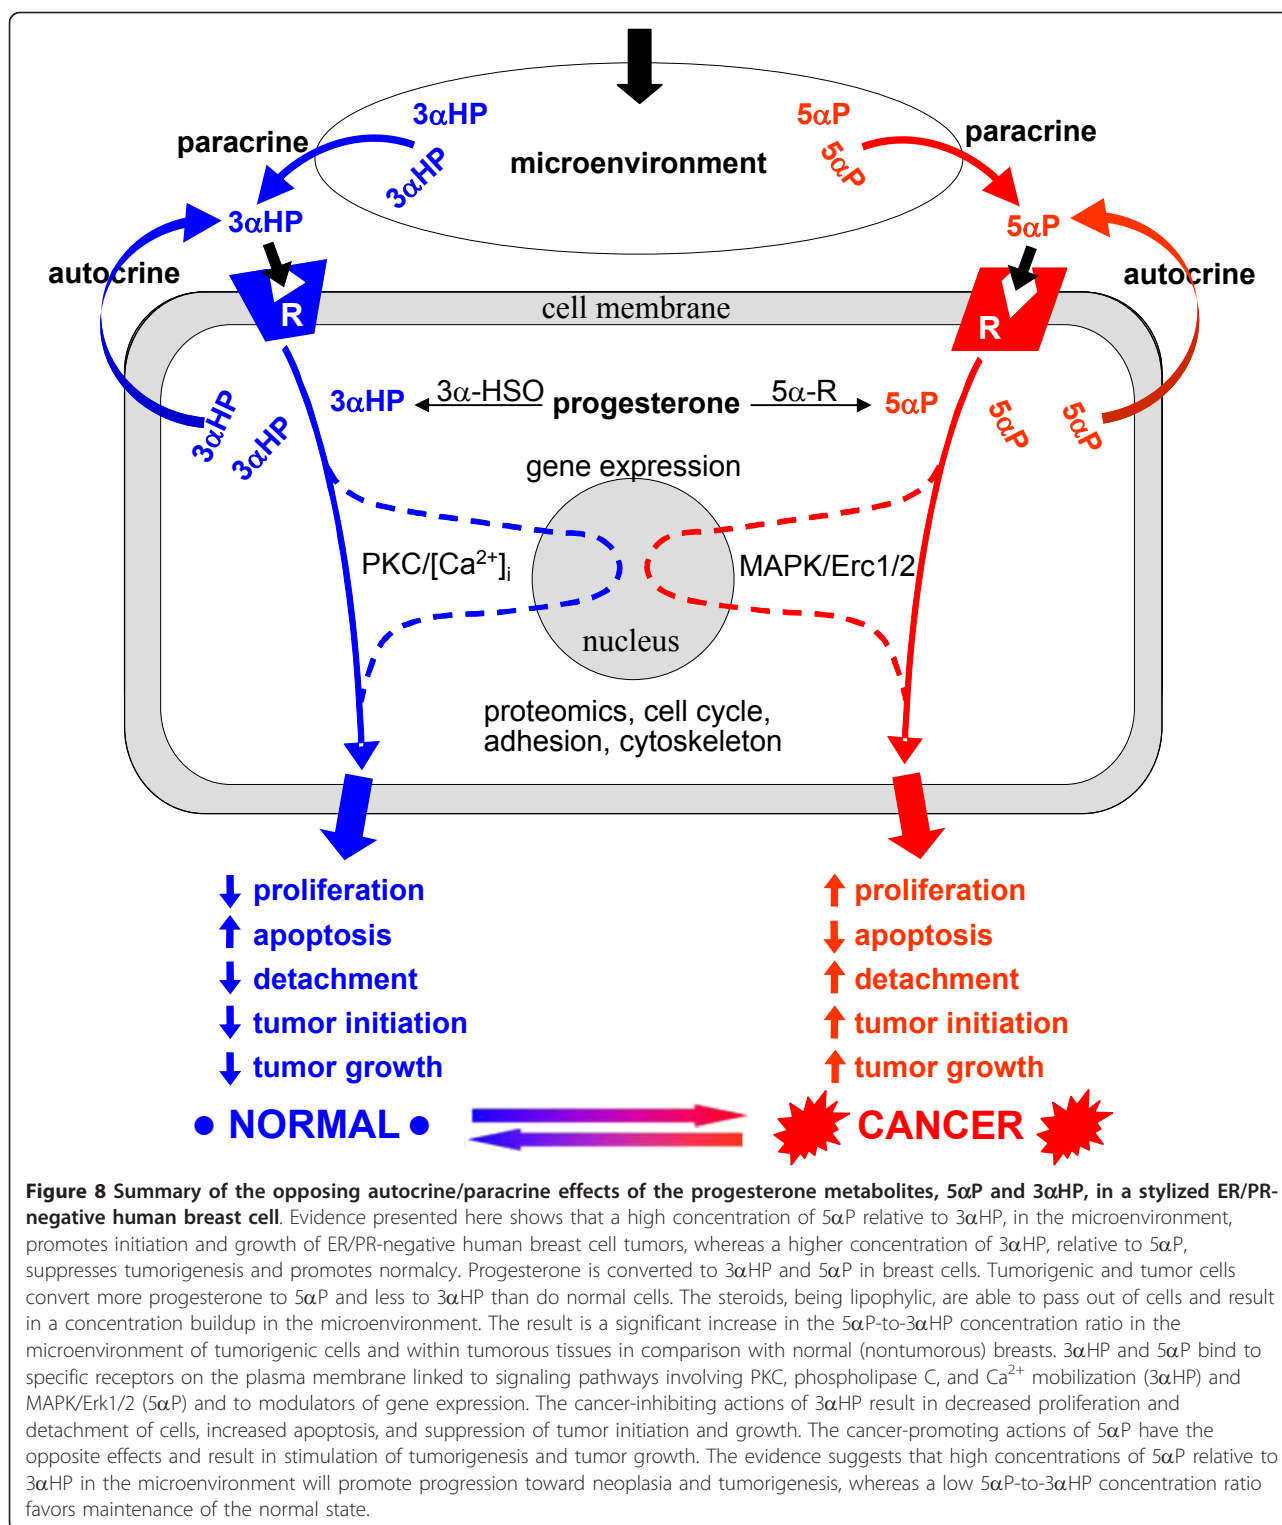 3αHP
5αP
paracrine
paracrine
3αHP
microenvironment
5αP
3αHP
5αP
autocrine
autocrine
R
cell membrane
R
3αHP
3αHP
3αHP
3α-HSO
progesterone
5α-R
5αP
5αP
5αP
gene expression
PKC/[Ca²⁺]ᵢ
MAPK/Erc1/2
nucleus
proteomics, cell cycle,
adhesion, cytoskeleton
↓ proliferation
↑ apoptosis
↓ detachment
↓ tumor initiation
↓ tumor growth
• NORMAL •
↑ proliferation
↓ apoptosis
↑ detachment
↑ tumor initiation
↑ tumor growth
CANCER
Figure 8 Summary of the opposing autocrine/paracrine effects of the progesterone metabolites, 5αP and 3αHP, in a stylized ER/PR-
negative human breast cell. Evidence presented here shows that a high concentration of 5αP relative to 3αHP, in the microenvironment,
promotes initiation and growth of ER/PR-negative human breast cell tumors, whereas a higher concentration of 3αHP, relative to 5αP,
suppresses tumorigenesis and promotes normalcy. Progesterone is converted to 3αHP and 5αP in breast cells. Tumorigenic and tumor cells
convert more progesterone to 5αP and less to 3αHP than do normal cells. The steroids, being lipophylic, are able to pass out of cells and result
in a concentration buildup in the microenvironment. The result is a significant increase in the 5αP-to-3αHP concentration ratio in the
microenvironment of tumorigenic cells and within tumorous tissues in comparison with normal (nontumorous) breasts. 3αHP and 5αP bind to
specific receptors on the plasma membrane linked to signaling pathways involving PKC, phospholipase C, and Ca²⁺ mobilization (3αHP) and
MAPK/Erk1/2 (5αP) and to modulators of gene expression. The cancer-inhibiting actions of 3αHP result in decreased proliferation and
detachment of cells, increased apoptosis, and suppression of tumor initiation and growth. The cancer-promoting actions of 5αP have the
opposite effects and result in stimulation of tumorigenesis and tumor growth. The evidence suggests that high concentrations of 5αP relative to
3αHP in the microenvironment will promote progression toward neoplasia and tumorigenesis, whereas a low 5αP-to-3αHP concentration ratio
favors maintenance of the normal state.